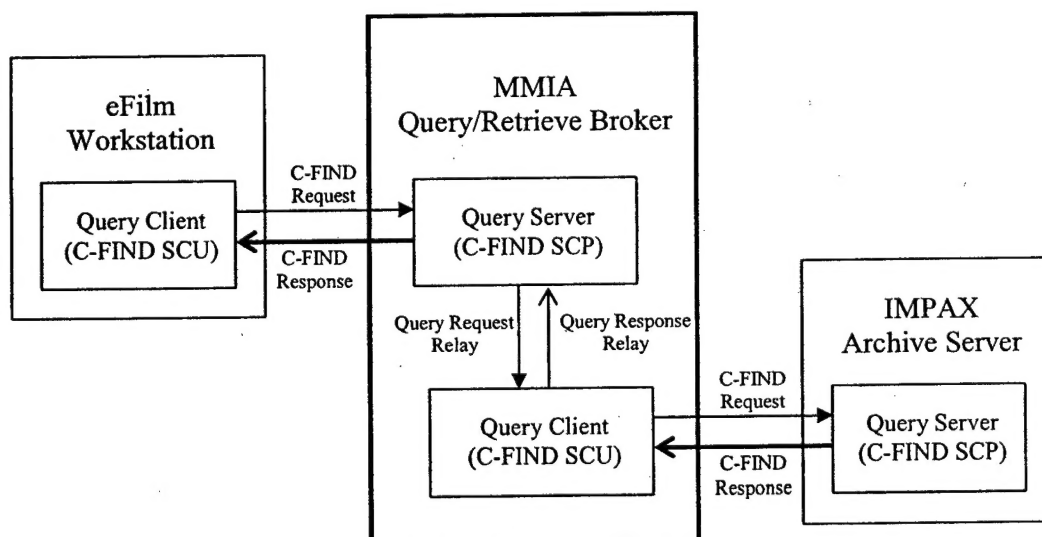 eFilm
Workstation
Query Client
(C-FIND SCU)
C-FIND
Request
C-FIND
Response
MMIA
Query/Retrieve Broker
Query Server
(C-FIND SCP)
Query Request
Relay
Query Response
Relay
Query Client
(C-FIND SCU)
C-FIND
Request
C-FIND
Response
IMPAX
Archive Server
Query Server
(C-FIND SCP)